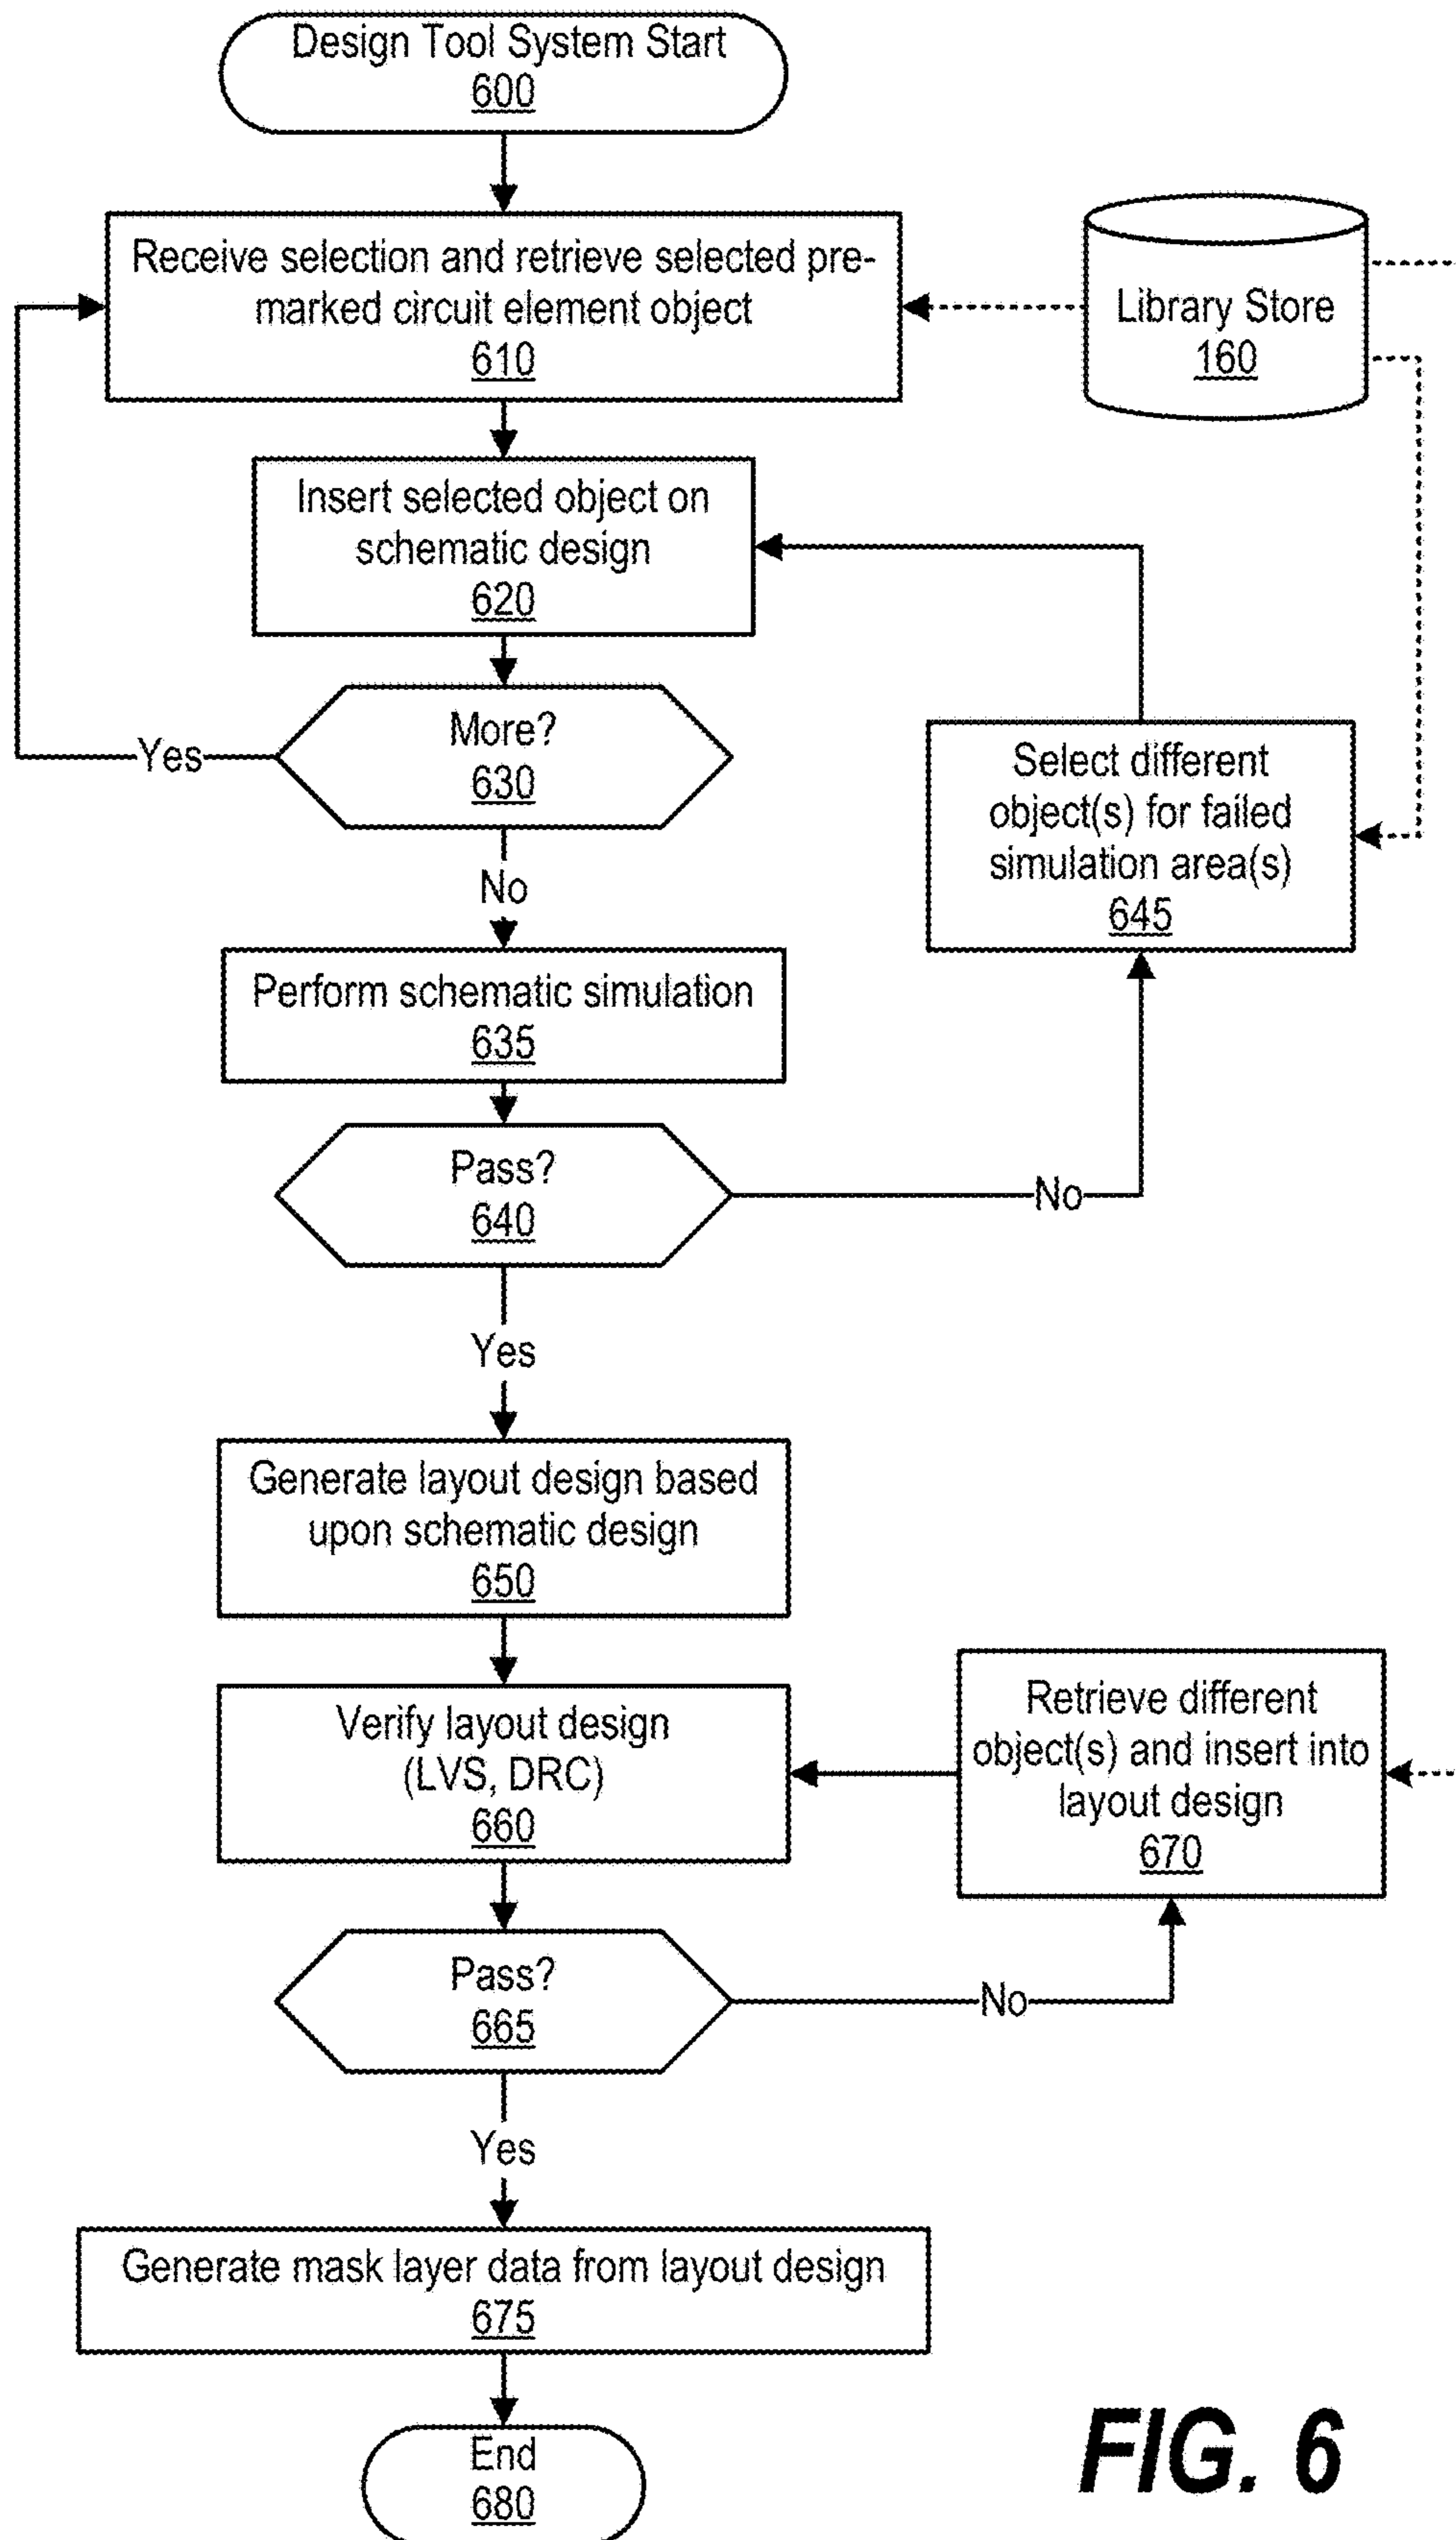 Design Tool System Start
600
Receive selection and retrieve selected pre-
marked circuit element object
610
Library Store
160
Insert selected object on
schematic design
620
More?
630
Yes
No
Select different
object(s) for failed
simulation area(s)
645
Perform schematic simulation
635
Pass?
640
No
Yes
Generate layout design based
upon schematic design
650
Verify layout design
(LVS, DRC)
660
Retrieve different
object(s) and insert into
layout design
670
Pass?
665
No
Yes
Generate mask layer data from layout design
675
End
680
FIG. 6